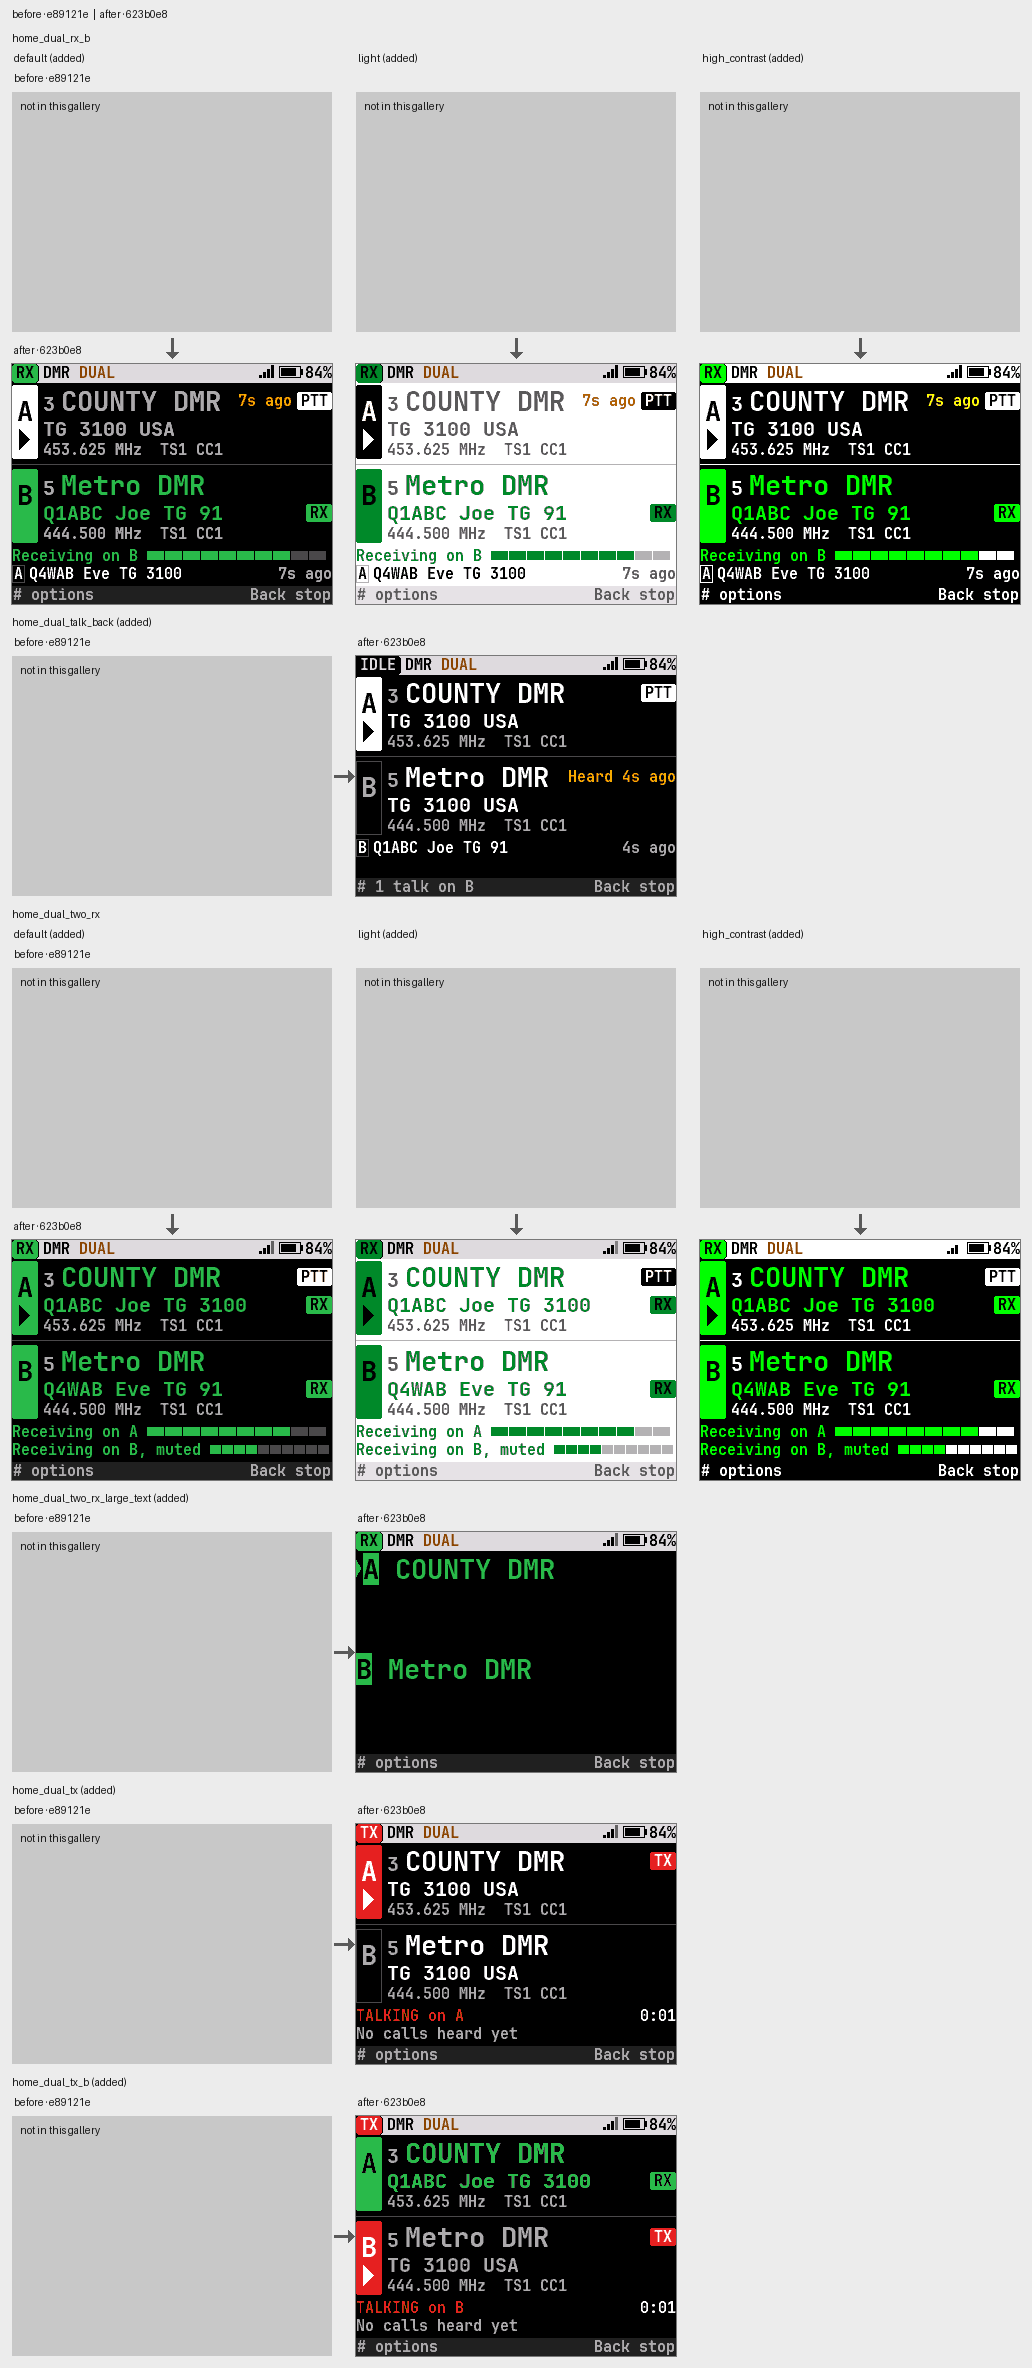 before · e89121e | after · 623b0e8
home_dual_rx_b
default (added) light (added) high_contrast (added)
before · e89121e
not in this gallery not in this gallery not in this gallery
after · 623b0e8
RX DMR DUAL 84% RX DMR DUAL 84% RX DMR DUAL 84%
A 3 COUNTY DMR 7s ago PTT A 3 COUNTY DMR 7s ago PTT A 3 COUNTY DMR 7s ago PTT
TG 3100 USA TG 3100 USA TG 3100 USA
453.625 MHz TS1 CC1 453.625 MHz TS1 CC1 453.625 MHz TS1 CC1
B 5 Metro DMR B 5 Metro DMR B 5 Metro DMR
Q1ABC Joe TG 91 RX Q1ABC Joe TG 91 RX Q1ABC Joe TG 91 RX
444.500 MHz TS1 CC1 444.500 MHz TS1 CC1 444.500 MHz TS1 CC1
Receiving on B Receiving on B Receiving on B
A Q4WAB Eve TG 3100 7s ago A Q4WAB Eve TG 3100 7s ago A Q4WAB Eve TG 3100 7s ago
# options Back stop # options Back stop # options Back stop
home_dual_talk_back (added)
before · e89121e after · 623b0e8
not in this gallery
IDLE DMR DUAL 84%
A 3 COUNTY DMR PTT
TG 3100 USA
453.625 MHz TS1 CC1
B 5 Metro DMR Heard 4s ago
TG 3100 USA
444.500 MHz TS1 CC1
B Q1ABC Joe TG 91 4s ago
# 1 talk on B Back stop
home_dual_two_rx
default (added) light (added) high_contrast (added)
before · e89121e
not in this gallery not in this gallery not in this gallery
after · 623b0e8
RX DMR DUAL 84% RX DMR DUAL 84% RX DMR DUAL 84%
A 3 COUNTY DMR PTT A 3 COUNTY DMR PTT A 3 COUNTY DMR PTT
Q1ABC Joe TG 3100 RX Q1ABC Joe TG 3100 RX Q1ABC Joe TG 3100 RX
453.625 MHz TS1 CC1 453.625 MHz TS1 CC1 453.625 MHz TS1 CC1
B 5 Metro DMR B 5 Metro DMR B 5 Metro DMR
Q4WAB Eve TG 91 RX Q4WAB Eve TG 91 RX Q4WAB Eve TG 91 RX
444.500 MHz TS1 CC1 444.500 MHz TS1 CC1 444.500 MHz TS1 CC1
Receiving on A Receiving on A Receiving on A
Receiving on B, muted Receiving on B, muted Receiving on B, muted
# options Back stop # options Back stop # options Back stop
home_dual_two_rx_large_text (added)
before · e89121e after · 623b0e8
not in this gallery
RX DMR DUAL 84%
A COUNTY DMR
B Metro DMR
# options Back stop
home_dual_tx (added)
before · e89121e after · 623b0e8
not in this gallery
TX DMR DUAL 84%
A 3 COUNTY DMR TX
TG 3100 USA
453.625 MHz TS1 CC1
B 5 Metro DMR
TG 3100 USA
444.500 MHz TS1 CC1
TALKING on A 0:01
No calls heard yet
# options Back stop
home_dual_tx_b (added)
before · e89121e after · 623b0e8
not in this gallery
TX DMR DUAL 84%
A 3 COUNTY DMR
Q1ABC Joe TG 3100 RX
453.625 MHz TS1 CC1
B 5 Metro DMR TX
TG 3100 USA
444.500 MHz TS1 CC1
TALKING on B 0:01
No calls heard yet
# options Back stop